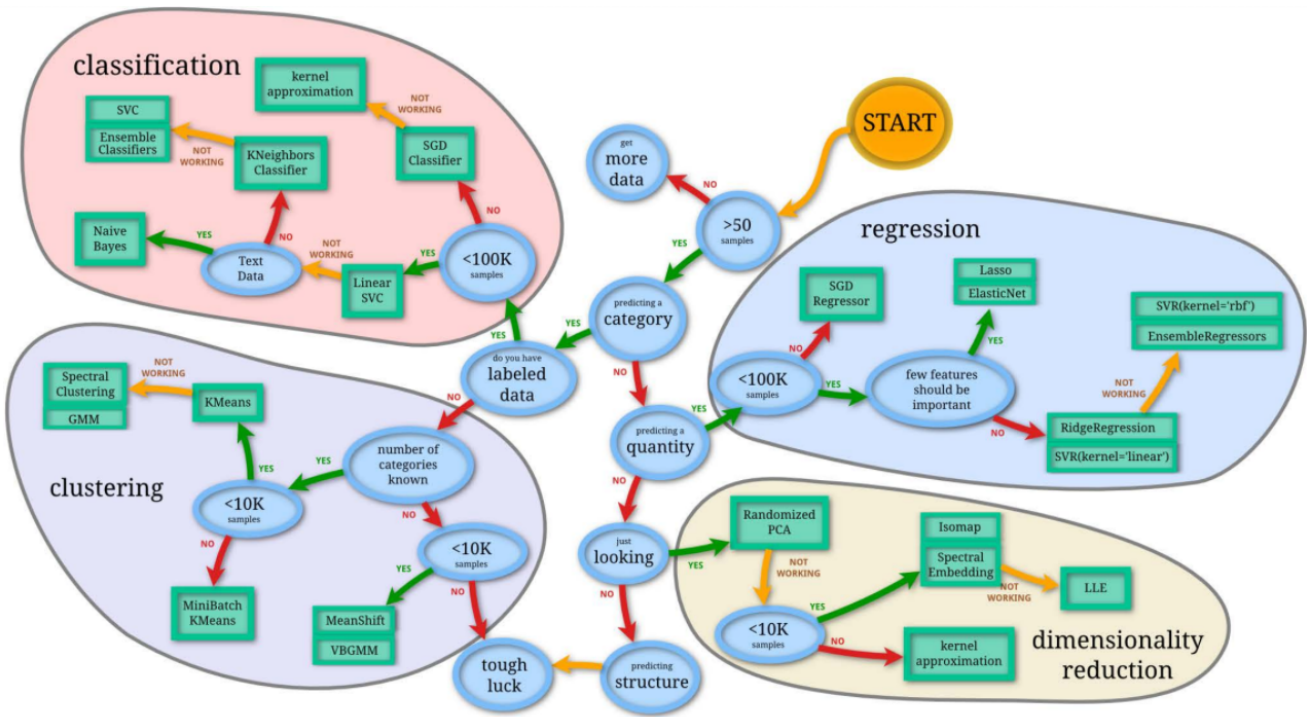 classification
kernel
approximation
NOT
WORKING
SVC
Ensemble
Classifiers
NOT
WORKING
KNeighbors
Classifier
SGD
Classifier
NO
NO
Naive
Bayes
YES
Text
Data
NOT
WORKING
Linear
SVC
YES
<100K
samples
START
get
more
data
NO
>50
samples
YES
predicting a
category
YES
NO
do you have
labeled
data
YES
NO
predicting a
quantity
YES
NO
just
looking
YES
NO
predicting
structure
tough
luck
regression
SGD
Regressor
Lasso
ElasticNet
SVR(kernel='rbf')
EnsembleRegressors
<100K
samples
NO
YES
few features
should be
important
YES
NO
NOT
WORKING
RidgeRegression
SVR(kernel='linear')
clustering
Spectral
Clustering
GMM
NOT
WORKING
KMeans
YES
<10K
samples
YES
number of
categories
known
NO
NO
MiniBatch
KMeans
<10K
samples
YES
NO
MeanShift
VBGMM
Randomized
PCA
NOT
WORKING
<10K
samples
YES
NO
Isomap
Spectral
Embedding
NOT
WORKING
LLE
kernel
approximation
dimensionality
reduction